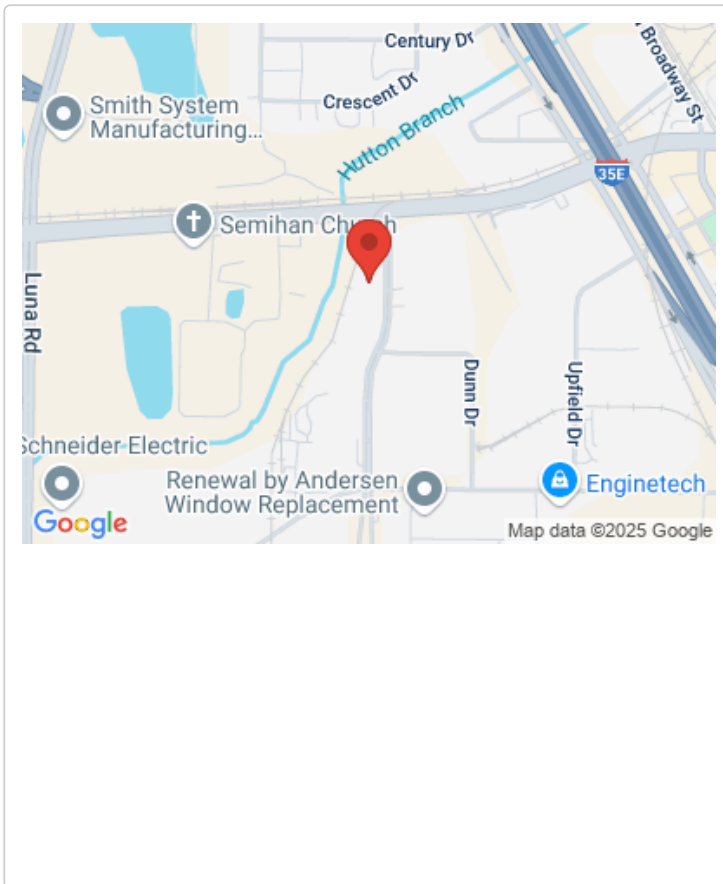 Century Dr
Broadway St
Crescent Dr
Smith System
Manufacturing...
Hutton Branch
35E
Semihan Church
Luna Rd
Dunn Dr
Upfield Dr
Schneider Electric
Renewal by Andersen
Window Replacement
Enginetech
Google
Map data ©2025 Google